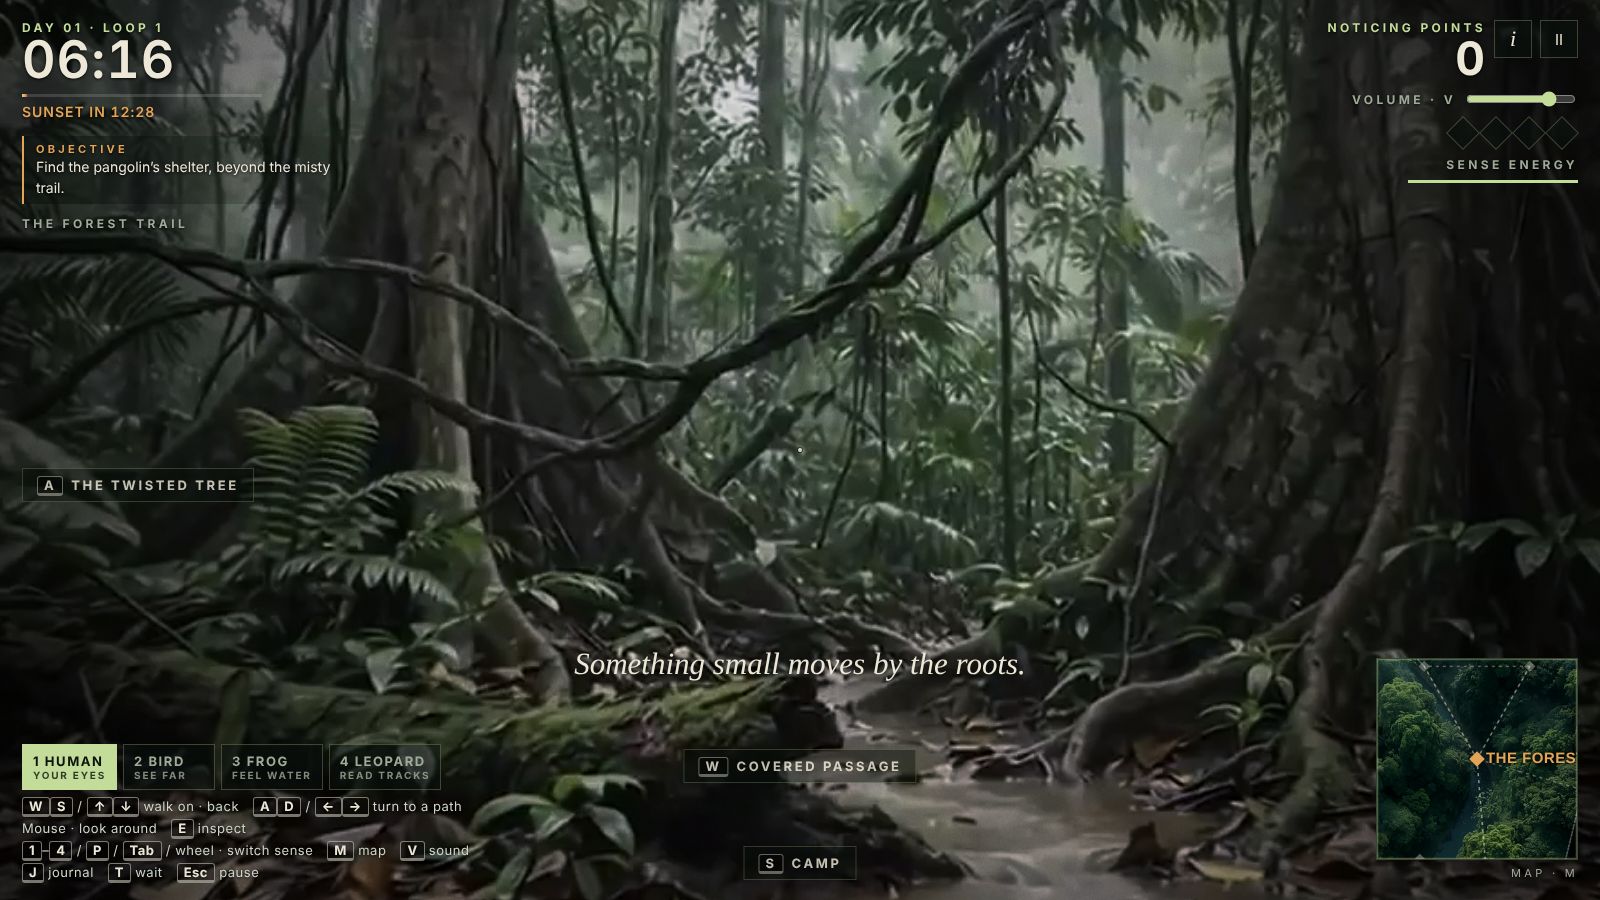 DAY 01 · LOOP 1
06:16
SUNSET IN 12:28
OBJECTIVE
Find the pangolin’s shelter, beyond the misty
trail.
THE FOREST TRAIL
NOTICING POINTS
0
i
VOLUME · V
SENSE ENERGY
A THE TWISTED TREE
Something small moves by the roots.
W COVERED PASSAGE
S CAMP
1 HUMAN
YOUR EYES
2 BIRD
SEE FAR
3 FROG
FEEL WATER
4 LEOPARD
READ TRACKS
W S / ↑ ↓ walk on · back A D / ← → turn to a path
Mouse · look around E inspect
1 – 4 / P / Tab / wheel · switch sense M map V sound
J journal T wait Esc pause
THE FORES
MAP · M